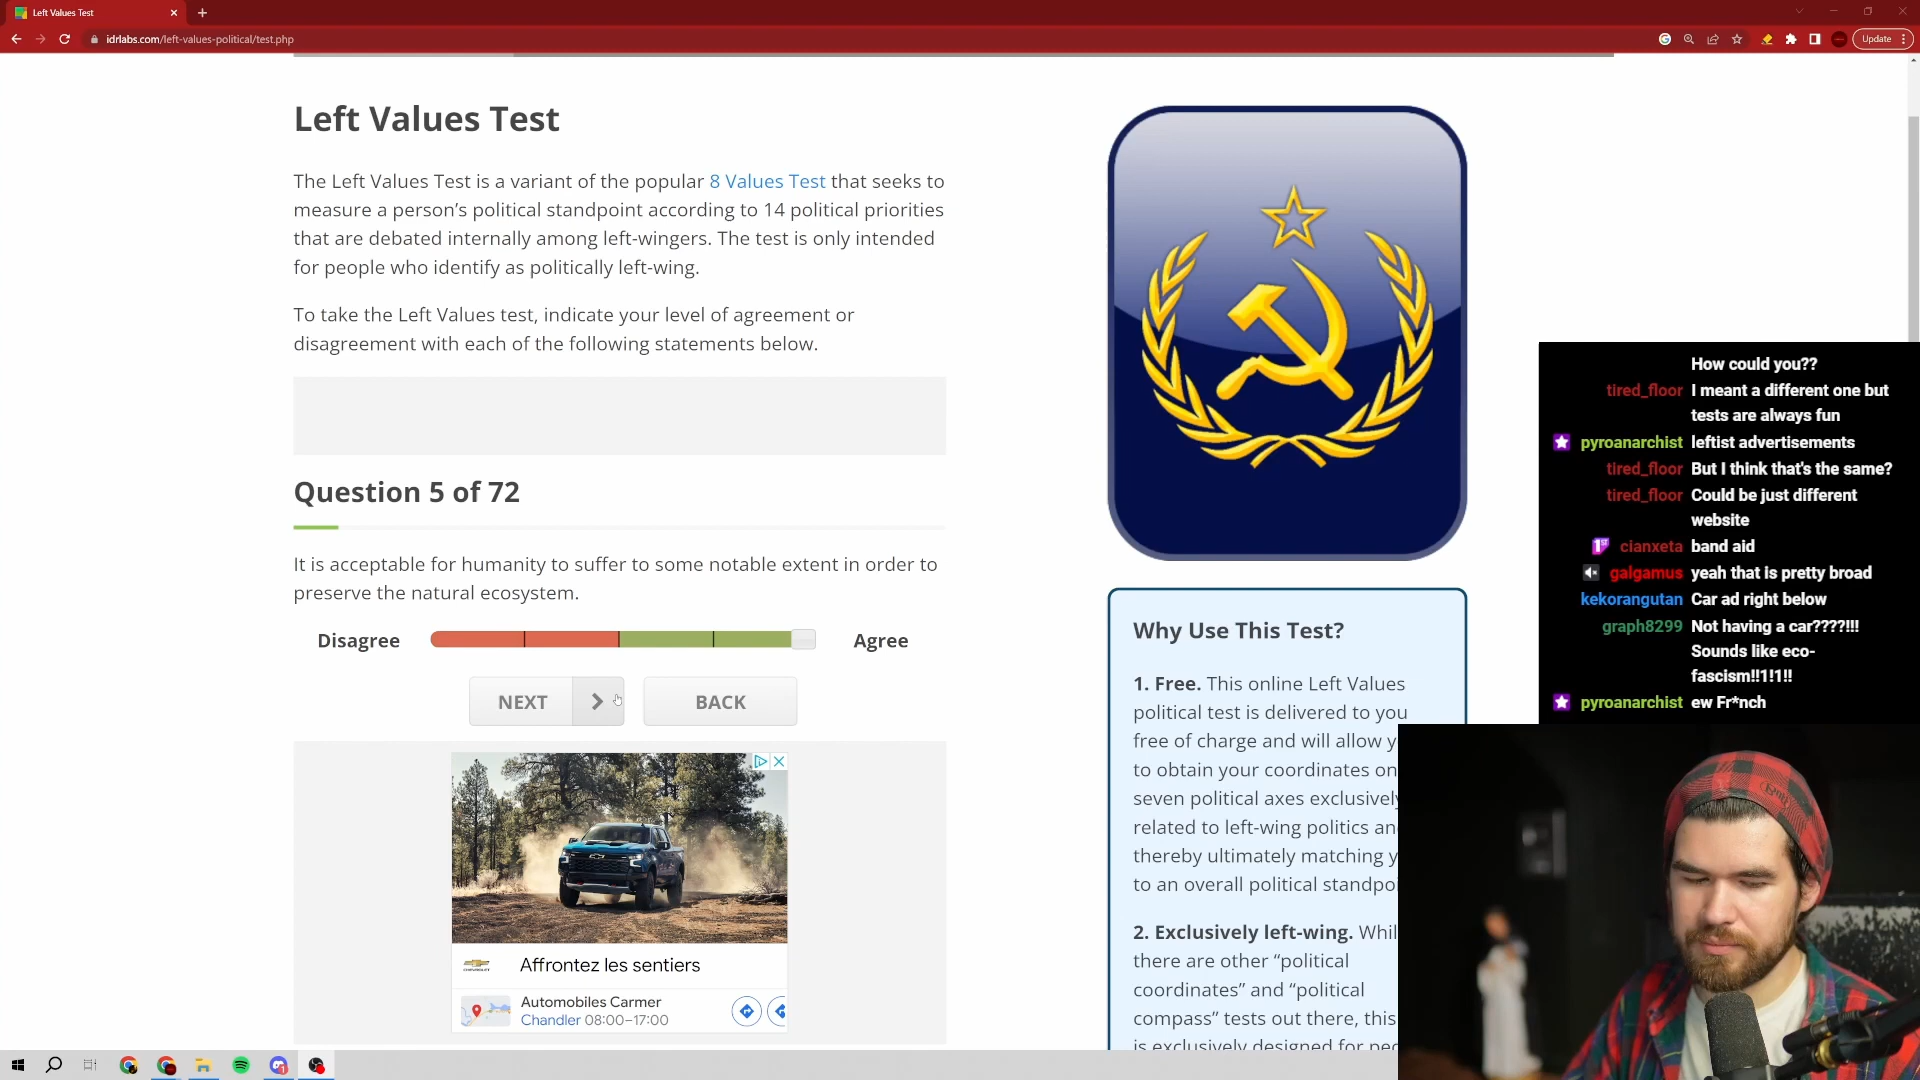 Left Values Test
idrlabs.com/left-values-political/test.php
Update
Left Values Test
The Left Values Test is a variant of the popular 8 Values Test that seeks to
measure a person's political standpoint according to 14 political priorities
that are debated internally among left-wingers. The test is only intended
for people who identify as politically left-wing.
To take the Left Values test, indicate your level of agreement or
disagreement with each of the following statements below.
Question 5 of 72
It is acceptable for humanity to suffer to some notable extent in order to
preserve the natural ecosystem.
Disagree
Agree
NEXT
BACK
CHEVROLET
Affrontez les sentiers
Automobiles Carmer
Chandler 08:00–17:00
Why Use This Test?
1. Free. This online Left Values
political test is delivered to you
free of charge and will allow y
to obtain your coordinates on
seven political axes exclusively
related to left-wing politics an
thereby ultimately matching y
to an overall political standpoi
2. Exclusively left-wing. Whil
there are other “political
coordinates” and “political
compass” tests out there, this
is exclusively designed for peo
How could you??
tired_floor I meant a different one but
tests are always fun
pyroanarchist leftist advertisements
tired_floor But I think that's the same?
tired_floor Could be just different
website
1ST cianxeta band aid
galgamus yeah that is pretty broad
kekorangutan Car ad right below
graph8299 Not having a car????!!!
Sounds like eco-
fascism!!1!1!!
pyroanarchist ew Fr*nch